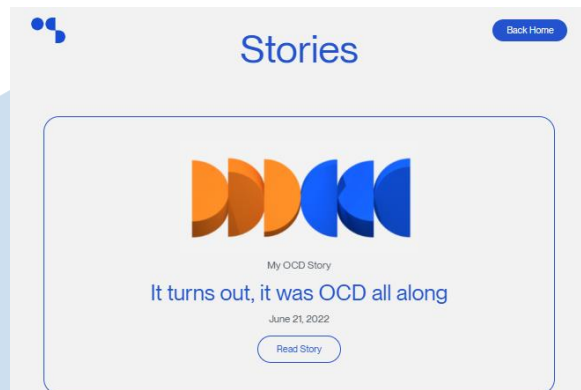 Stories
Back Home
My OCD Story
It turns out, it was OCD all along
June 21, 2022
Read Story